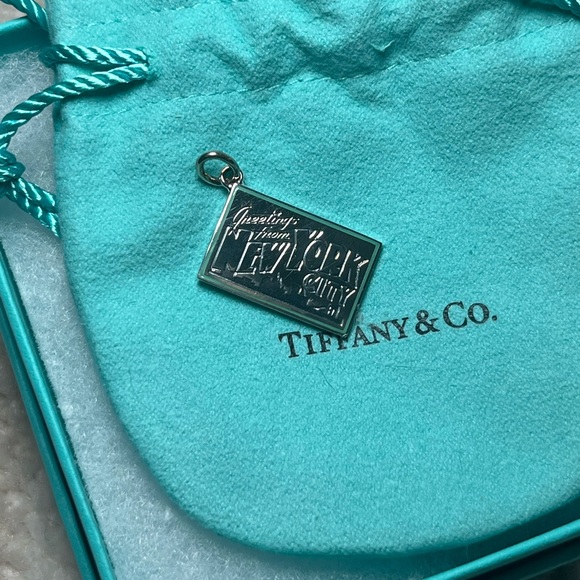 Greetings
from
NEW YORK
CITY
TIFFANY & CO.